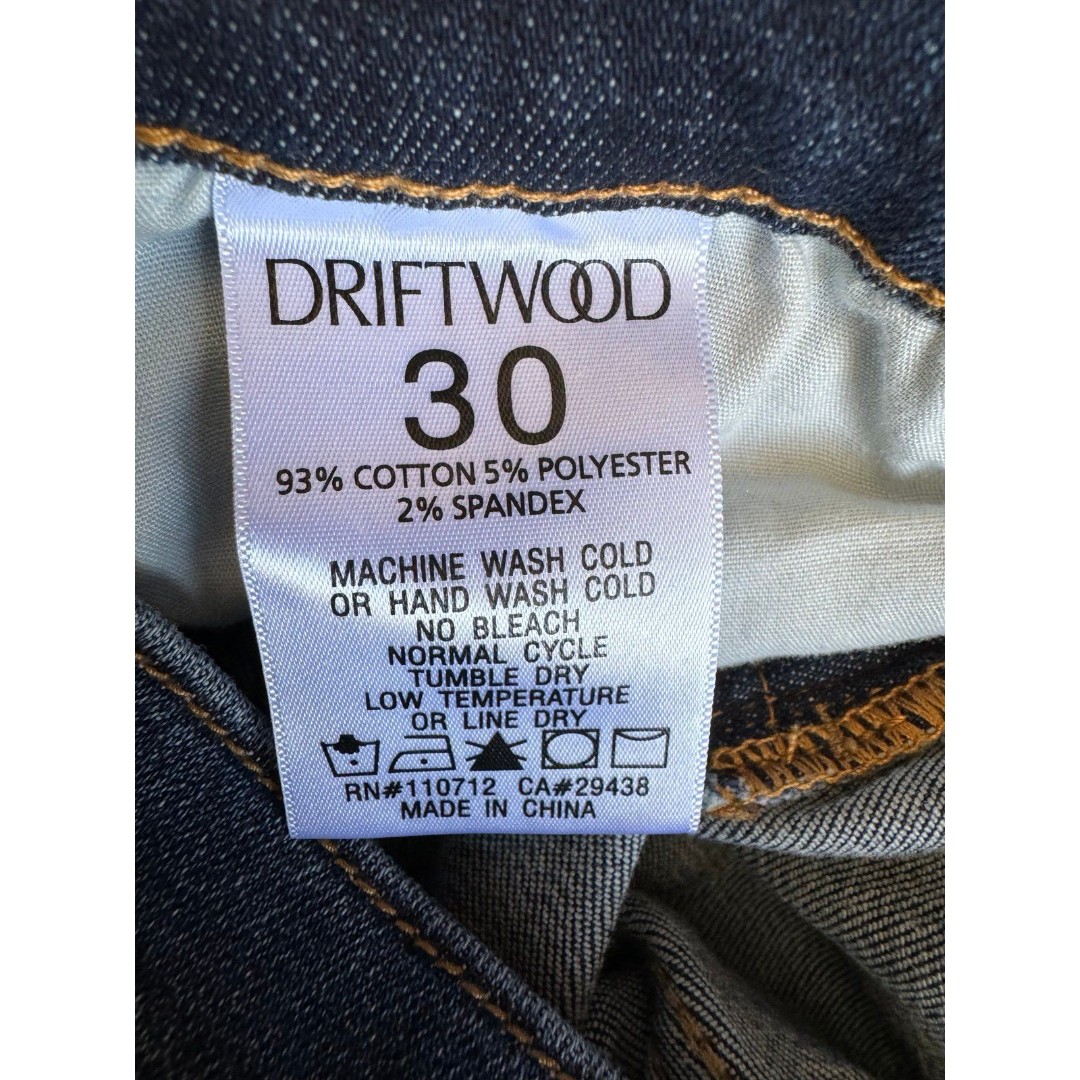 DRIFTWOOD
30
93% COTTON 5% POLYESTER
2% SPANDEX
MACHINE WASH COLD
OR HAND WASH COLD
NO BLEACH
NORMAL CYCLE
TUMBLE DRY
LOW TEMPERATURE
OR LINE DRY
RN#110712 CA#29438
MADE IN CHINA